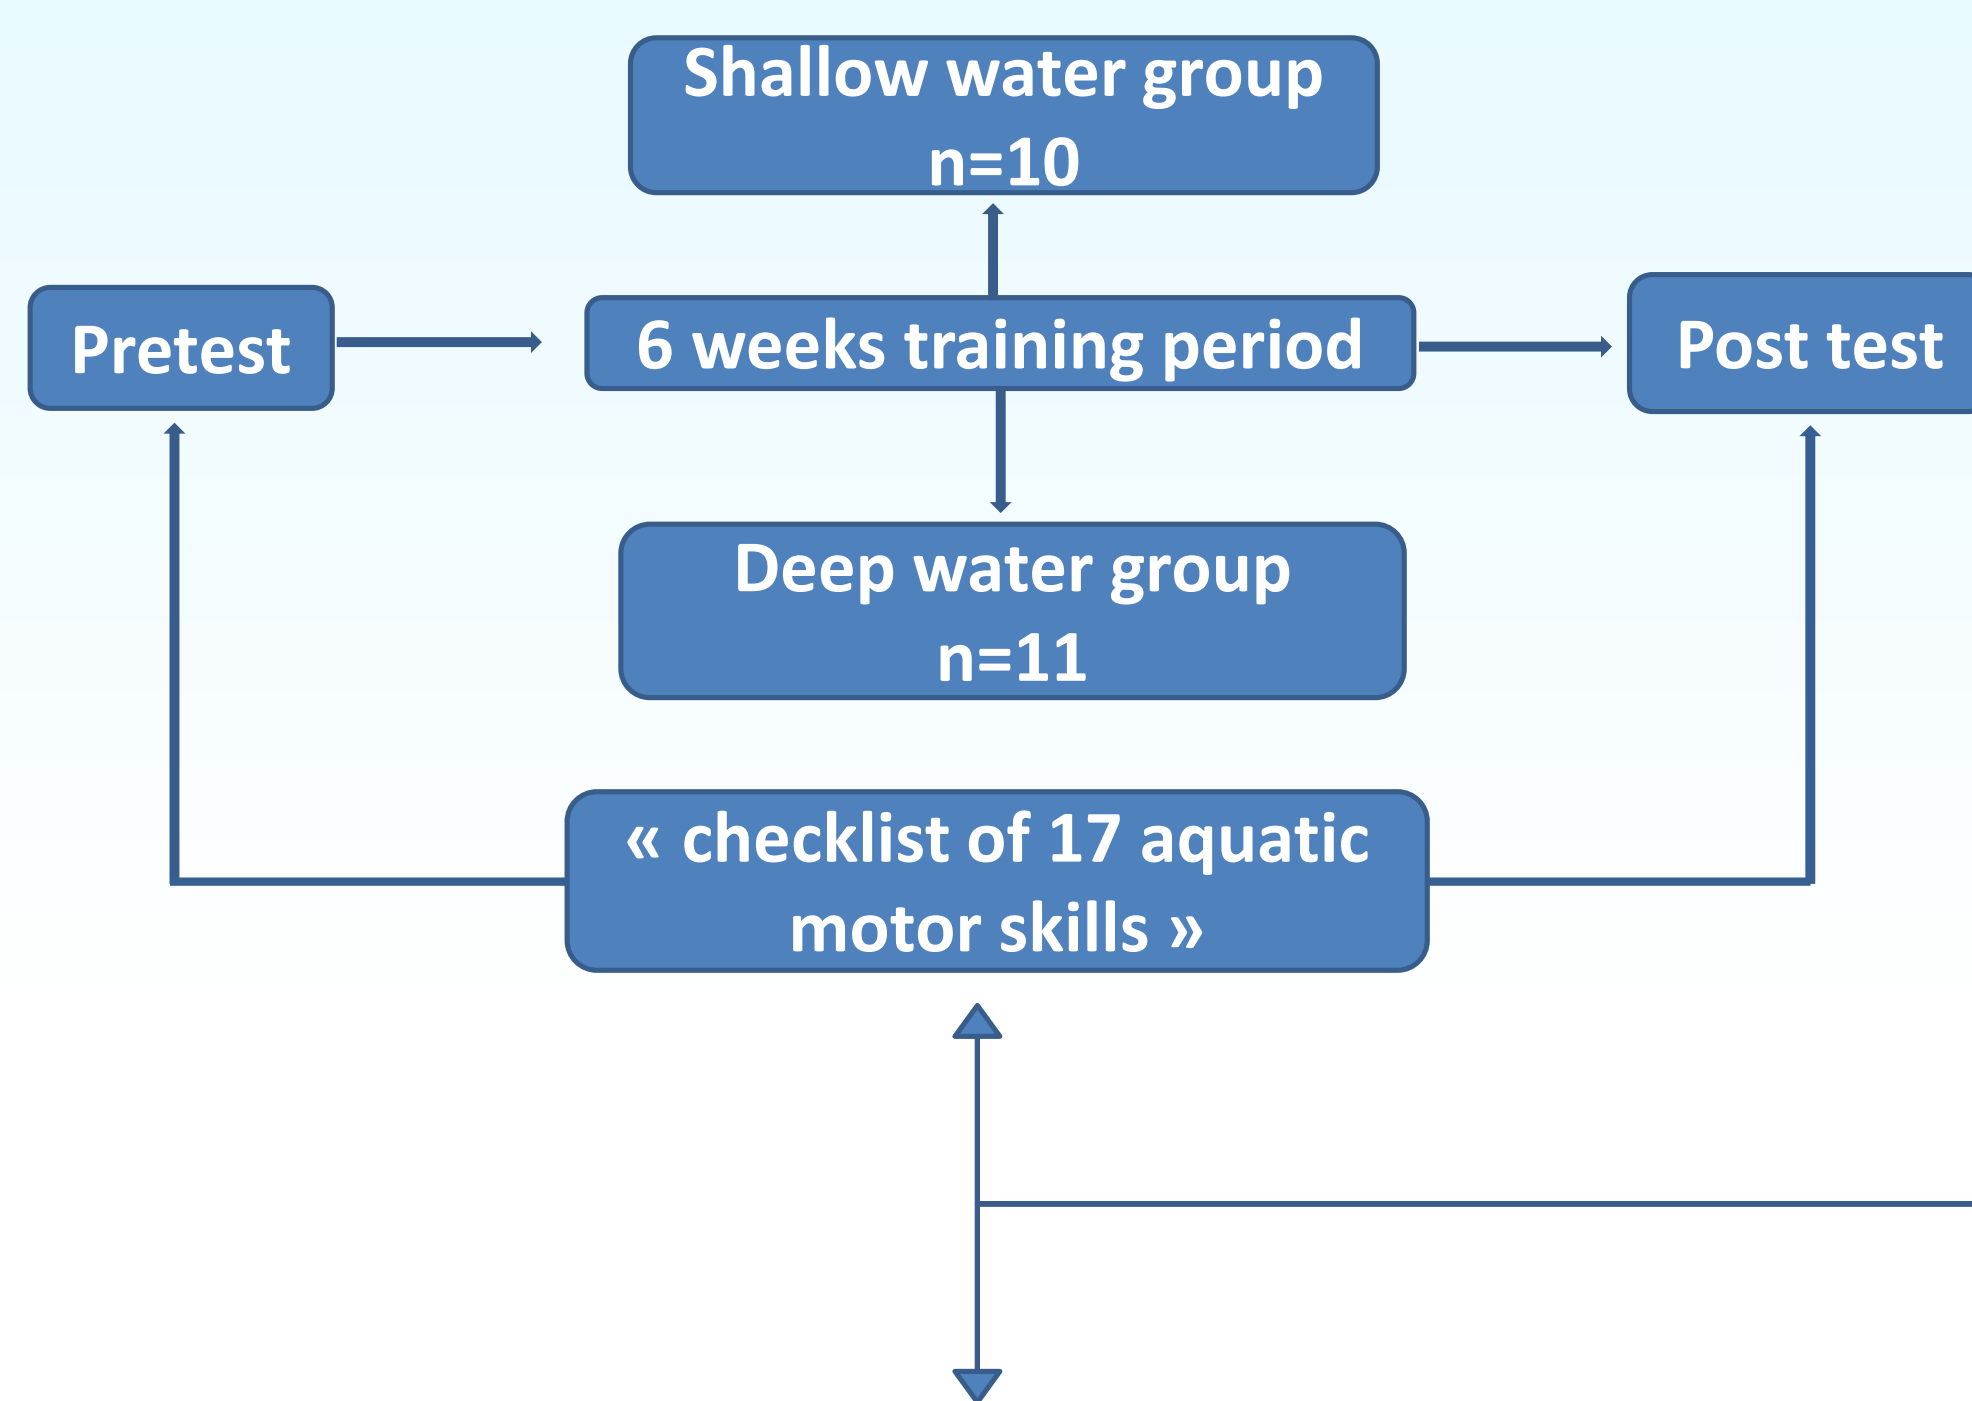 Shallow water group
n=10
Pretest
6 weeks training period
Post test
Deep water group
n=11
« checklist of 17 aquatic
motor skills »